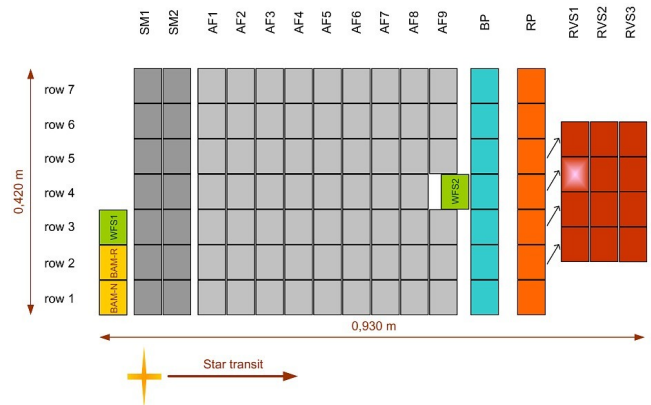 SM1 SM2 AF1 AF2 AF3 AF4 AF5 AF6 AF7 AF8 AF9 BP RP RVS1 RVS2 RVS3
row 7
row 6
row 5
row 4 WFS2
row 3 WFS1
row 2 BAM-R
row 1 BAM-N
0,420 m
0,930 m
Star transit